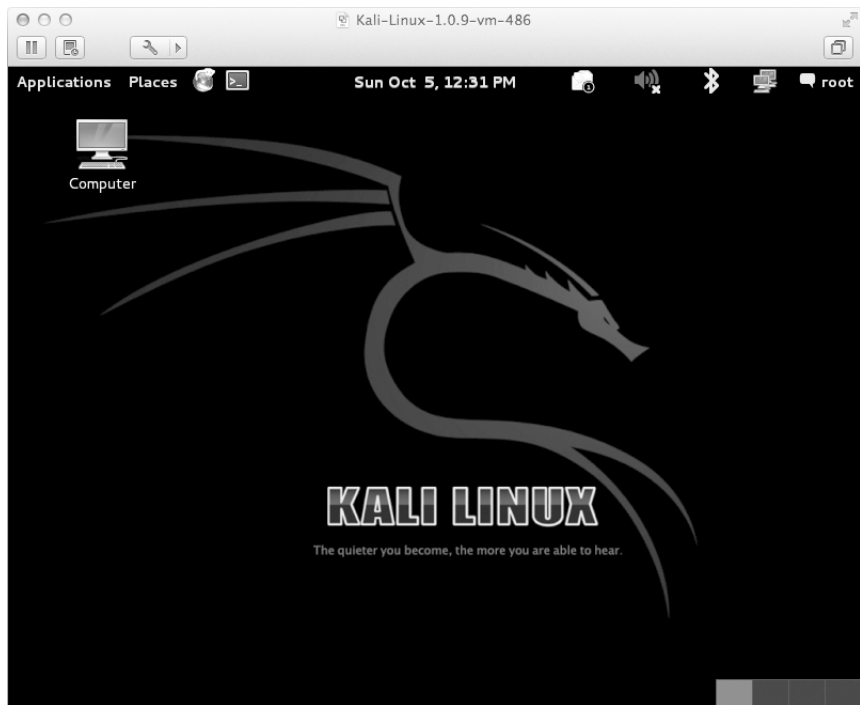 Kali-Linux-1.0.9-vm-486
Applications Places Sun Oct 5, 12:31 PM root
Computer
KALI LINUX
The quieter you become, the more you are able to hear.